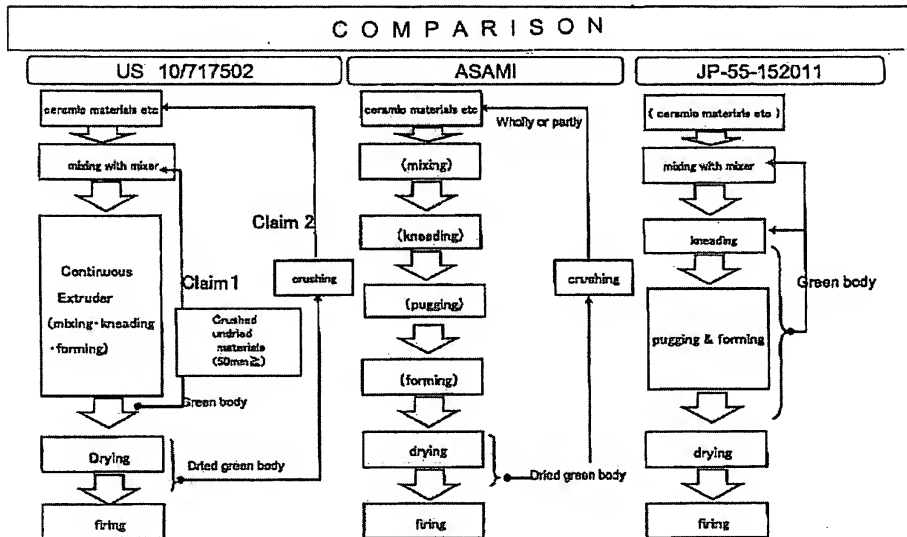 COMPARISON
US 10/717502
ceramic materials etc
mixing with mixer
Continuous
Extruder
(mixing・kneading
・forming)
Claim 1
Claim 2
Crushed
undried
materials
(50mm≧)
crushing
Green body
Drying
Dried green body
firing
ASAMI
ceramic materials etc
Wholly or partly
(mixing)
(kneading)
(pugging)
(forming)
crushing
drying
Dried green body
firing
JP-55-152011
( ceramic materials etc )
mixing with mixer
kneading
Green body
pugging & forming
drying
firing